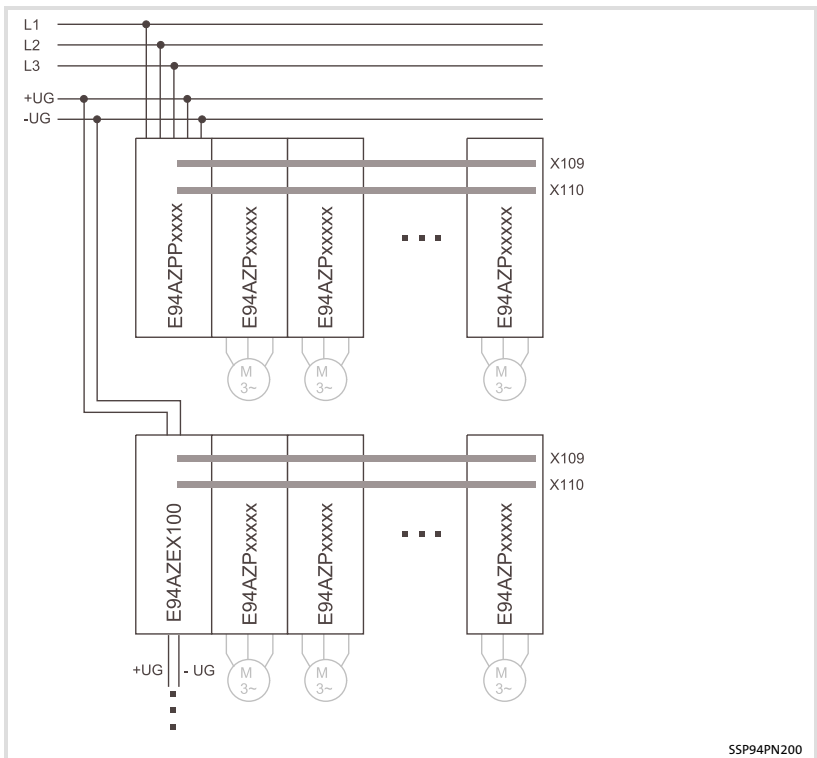 L1
L2
L3
+UG
-UG
X109
X110
E94AZPPxxxx
E94AZPxxxxx
E94AZPxxxxx
E94AZPxxxxx
M
3~
M
3~
M
3~
X109
X110
E94AZEX100
E94AZPxxxxx
E94AZPxxxxx
E94AZPxxxxx
+UG
- UG
M
3~
M
3~
M
3~
SSP94PN200